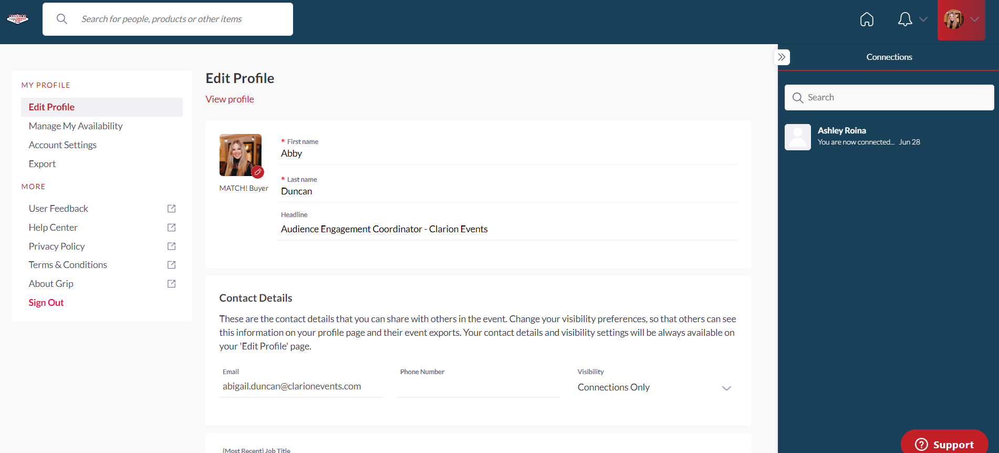 Search for people, products or other items
MY PROFILE
Edit Profile
Manage My Availability
Account Settings
Export
MORE
User Feedback
Help Center
Privacy Policy
Terms & Conditions
About Grip
Sign Out
Edit Profile
View profile
MATCH! Buyer
* First name
Abby
* Last name
Duncan
Headline
Audience Engagement Coordinator - Clarion Events
Contact Details
These are the contact details that you can share with others in the event. Change your visibility preferences, so that others can see
this information on your profile page and their event exports. Your contact details and visibility settings will be always available on
your 'Edit Profile' page.
Email
abigail.duncan@clarionevents.com
Phone Number
Visibility
Connections Only
(Most Recent) Job Title
Connections
Search
Ashley Roina
You are now connected... Jun 28
Support